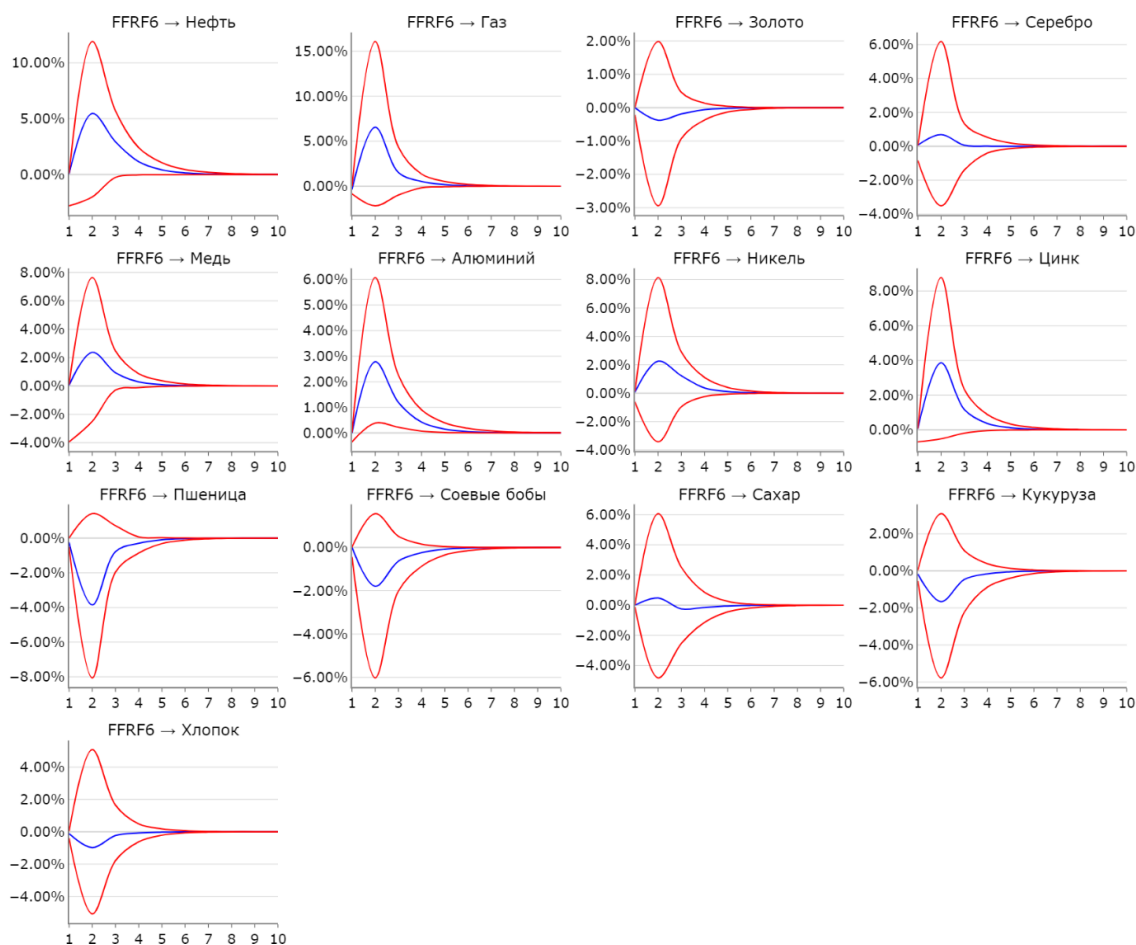 FFRF6 → Нефть
10.00%
5.00%
0.00%
1 2 3 4 5 6 7 8 9 10
FFRF6 → Газ
15.00%
10.00%
5.00%
0.00%
1 2 3 4 5 6 7 8 9 10
FFRF6 → Золото
2.00%
1.00%
0.00%
−1.00%
−2.00%
−3.00%
1 2 3 4 5 6 7 8 9 10
FFRF6 → Серебро
6.00%
4.00%
2.00%
0.00%
−2.00%
−4.00%
1 2 3 4 5 6 7 8 9 10
FFRF6 → Медь
8.00%
6.00%
4.00%
2.00%
0.00%
−2.00%
−4.00%
1 2 3 4 5 6 7 8 9 10
FFRF6 → Алюминий
6.00%
5.00%
4.00%
3.00%
2.00%
1.00%
0.00%
1 2 3 4 5 6 7 8 9 10
FFRF6 → Никель
8.00%
6.00%
4.00%
2.00%
0.00%
−2.00%
−4.00%
1 2 3 4 5 6 7 8 9 10
FFRF6 → Цинк
8.00%
6.00%
4.00%
2.00%
0.00%
1 2 3 4 5 6 7 8 9 10
FFRF6 → Пшеница
0.00%
−2.00%
−4.00%
−6.00%
−8.00%
1 2 3 4 5 6 7 8 9 10
FFRF6 → Соевые бобы
0.00%
−2.00%
−4.00%
−6.00%
1 2 3 4 5 6 7 8 9 10
FFRF6 → Сахар
6.00%
4.00%
2.00%
0.00%
−2.00%
−4.00%
1 2 3 4 5 6 7 8 9 10
FFRF6 → Кукуруза
2.00%
0.00%
−2.00%
−4.00%
−6.00%
1 2 3 4 5 6 7 8 9 10
FFRF6 → Хлопок
4.00%
2.00%
0.00%
−2.00%
−4.00%
1 2 3 4 5 6 7 8 9 10